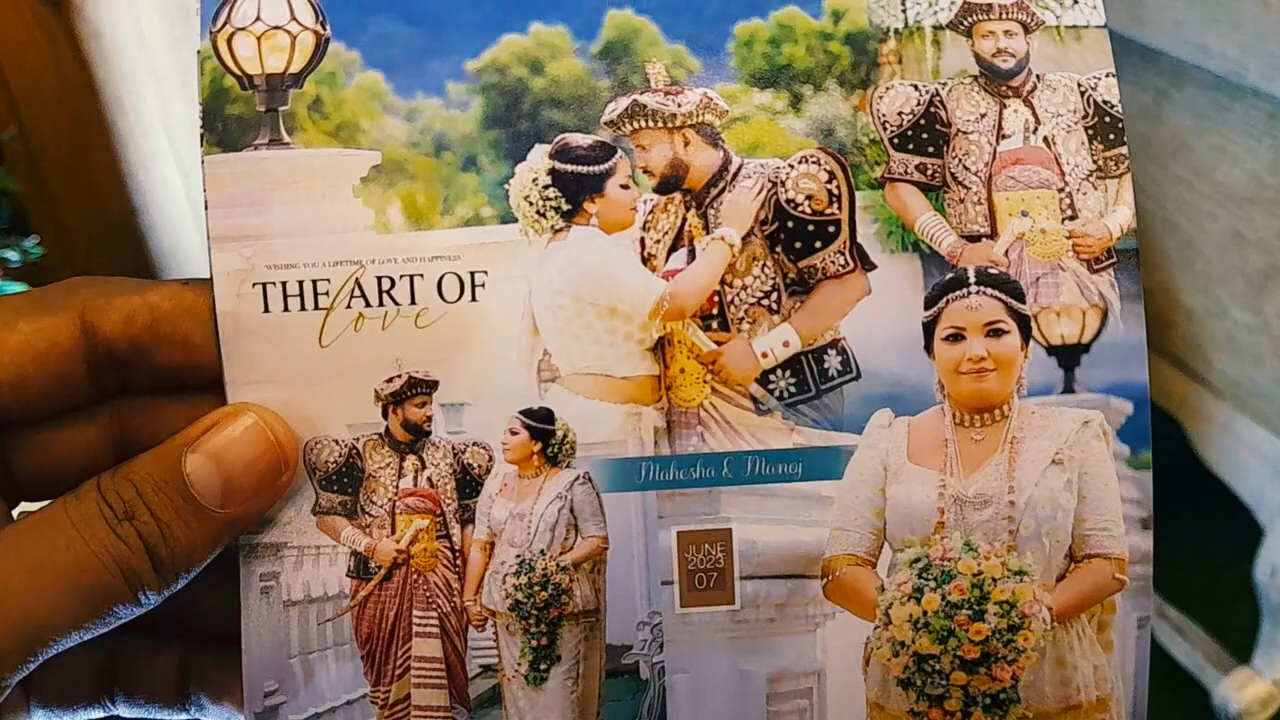 "WISHING YOU A LIFETIME OF LOVE AND HAPPINESS"
THE ART OF
love
Mahesha & Manoj
JUNE
2023
07